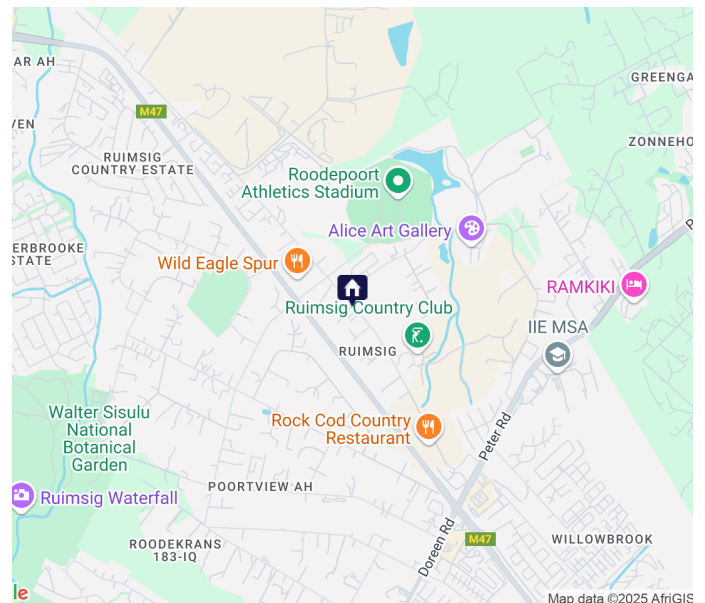 AR AH
M47
GREENGA
VEN
ZONNEHO
RUIMSIG
COUNTRY ESTATE
Roodepoort
Athletics Stadium
Alice Art Gallery
P
ERBROOKE
STATE
Wild Eagle Spur
RAMKIKI
Ruimsig Country Club
IIE MSA
RUIMSIG
Walter Sisulu
National
Botanical
Garden
Rock Cod Country
Restaurant
Peter Rd
Ruimsig Waterfall
POORTVIEW AH
Doreen Rd
M47
WILLOWBROOK
ROODEKRANS
183-IQ
le
Map data ©2025 AfriGIS